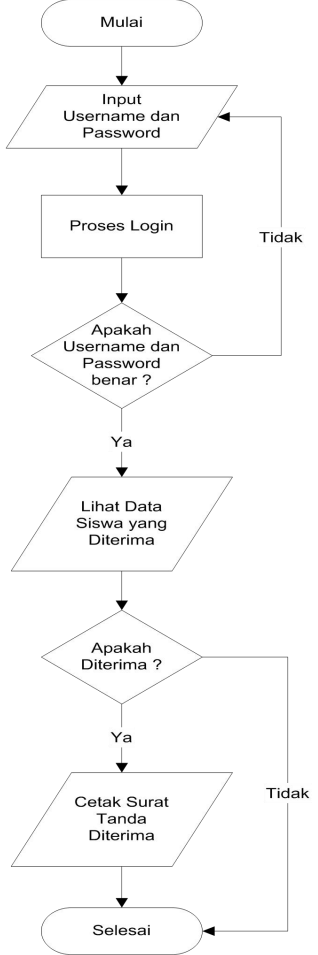 Mulai
Input
Username dan
Password
Proses Login
Tidak
Apakah
Username dan
Password
benar ?
Ya
Lihat Data
Siswa yang
Diterima
Apakah
Diterima ?
Ya
Tidak
Cetak Surat
Tanda
Diterima
Selesai